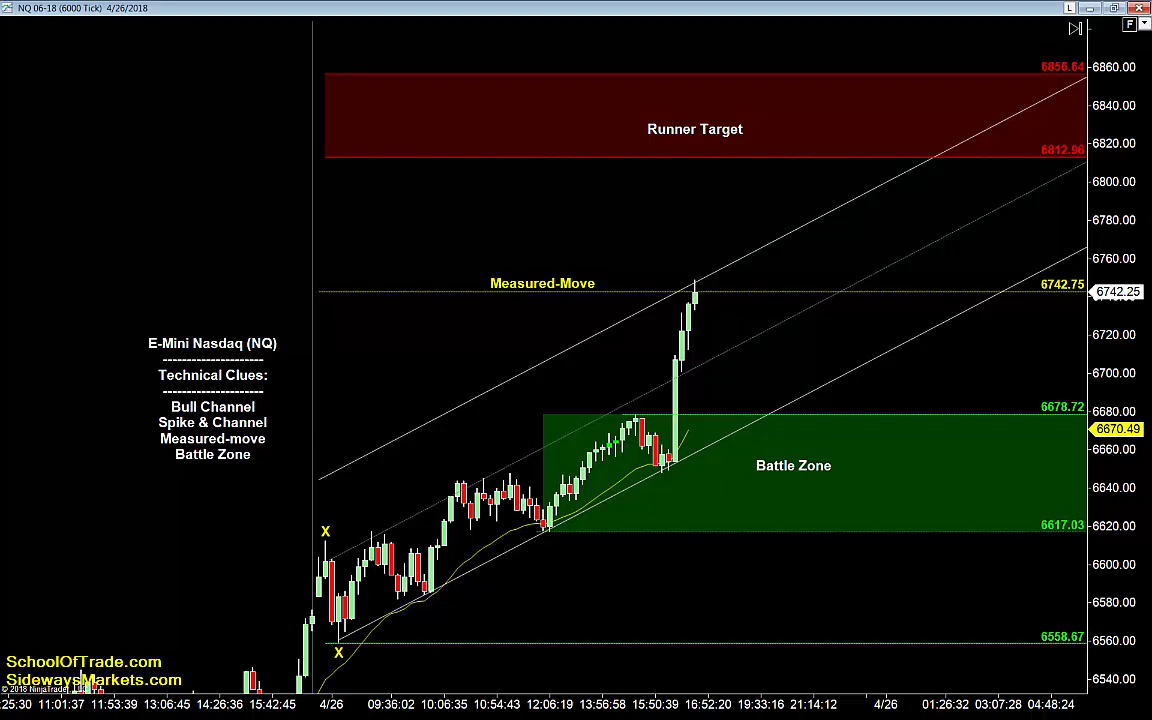 NQ 06-18 (6000 Tick) 4/26/2018
L
F
6856.64
6860.00
6840.00
Runner Target
6820.00
6812.96
6800.00
6780.00
6760.00
Measured-Move
6742.75
6742.25
E-Mini Nasdaq (NQ)
---------------------
Technical Clues:
---------------------
Bull Channel
Spike & Channel
Measured-move
Battle Zone
6720.00
6700.00
6678.72
6680.00
6670.49
6660.00
Battle Zone
6640.00
6617.03
6620.00
X
6600.00
6580.00
6558.67
6560.00
X
6540.00
SchoolOfTrade.com
SidewaysMarkets.com
© 2018 NinjaTrader, LLC
:25:30 11:01:37 11:53:39 13:06:45 14:26:36 15:42:45 4/26 09:36:02 10:06:35 10:54:43 12:06:19 13:56:58 15:50:39 16:52:20 19:33:16 21:14:12 4/26 01:26:32 03:07:28 04:48:24